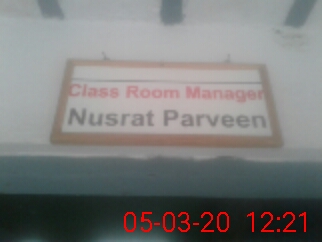 Class Room Manager
Nusrat Parveen
05-03-20 12:21